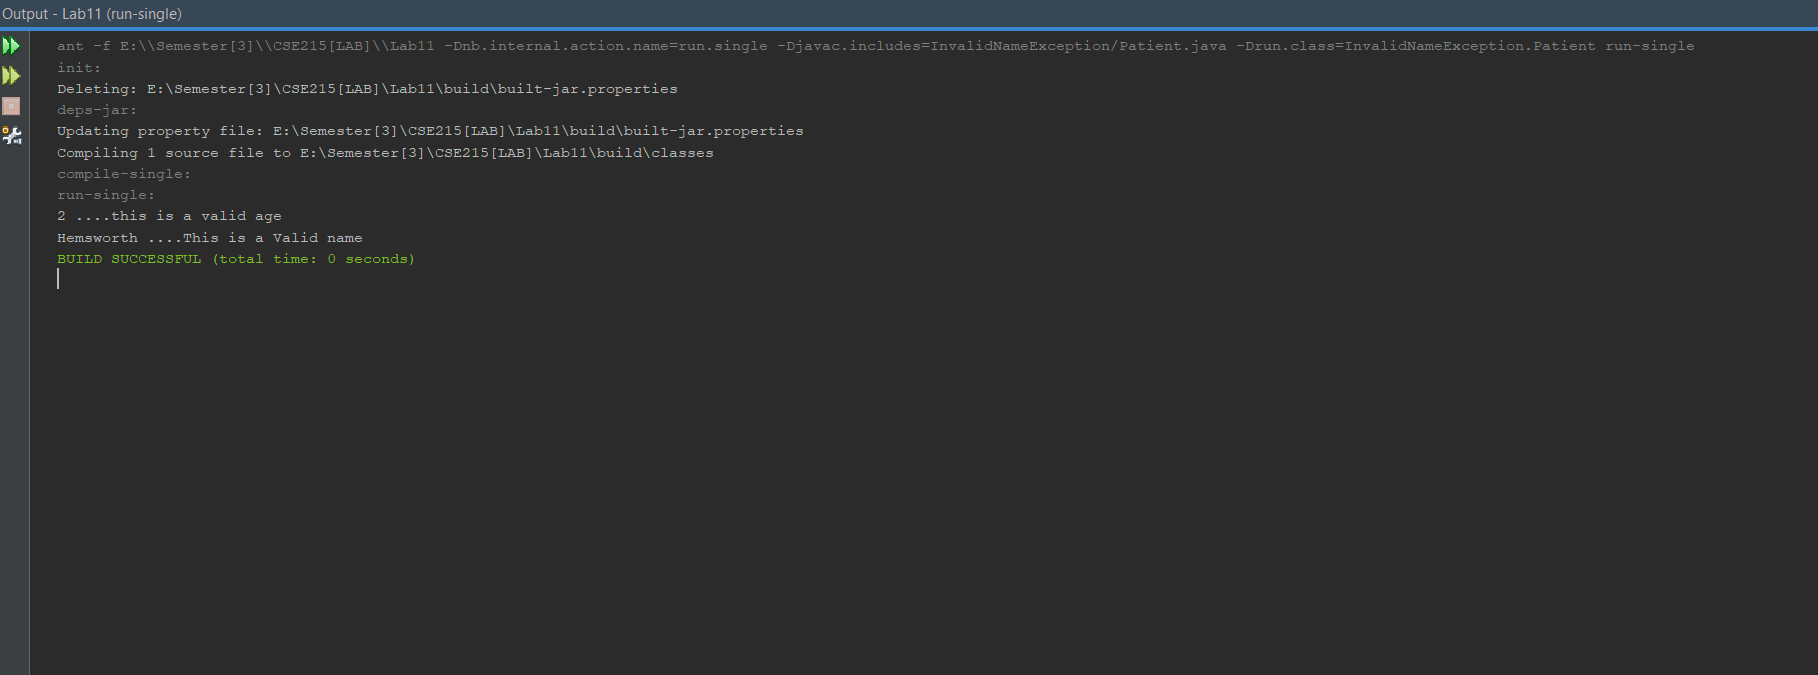 Output - Lab11 (run-single)
ant -f E:\\Semester[3]\\CSE215[LAB]\\Lab11 -Dnb.internal.action.name=run.single -Djavac.includes=InvalidNameException/Patient.java -Drun.class=InvalidNameException.Patient run-single
init:
Deleting: E:\Semester[3]\CSE215[LAB]\Lab11\build\built-jar.properties
deps-jar:
Updating property file: E:\Semester[3]\CSE215[LAB]\Lab11\build\built-jar.properties
Compiling 1 source file to E:\Semester[3]\CSE215[LAB]\Lab11\build\classes
compile-single:
run-single:
2 ....this is a valid age
Hemsworth ....This is a Valid name
BUILD SUCCESSFUL (total time: 0 seconds)